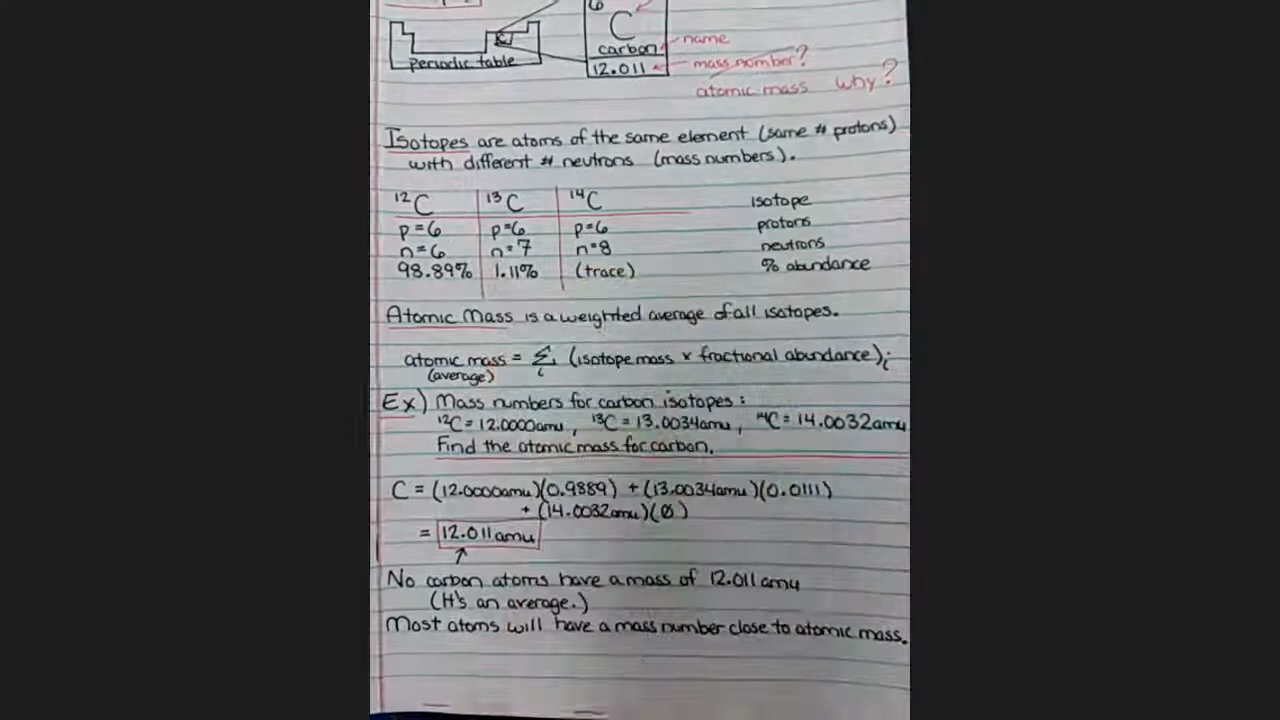 6
C
carbon name
12.011 mass number?
periodic table
atomic mass why?
Isotopes are atoms of the same element (same # protons)
with different # neutrons (mass numbers).
¹²C ¹³C ¹⁴C isotope
p=6 p=6 p=6 protons
n=6 n=7 n=8 neutrons
98.89% 1.11% (trace) % abundance
Atomic Mass is a weighted average of all isotopes.
atomic mass = Σᵢ (isotope mass × fractional abundance)ᵢ
(average)
Ex) Mass numbers for carbon isotopes:
¹²C = 12.0000amu, ¹³C = 13.0034amu, ¹⁴C = 14.0032amu
Find the atomic mass for carbon.
C = (12.0000amu)(0.9889) + (13.0034amu)(0.0111)
+ (14.0032amu)(0)
= 12.011amu
↑
No carbon atoms have a mass of 12.011 amu
(It's an average.)
Most atoms will have a mass number close to atomic mass.